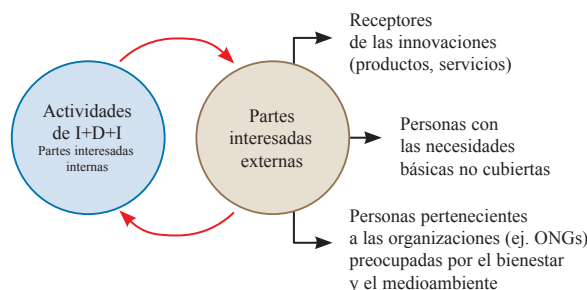 Actividades
de I+D+I
Partes interesadas
internas
Partes
interesadas
externas
Receptores
de las innovaciones
(productos, servicios)
Personas con
las necesidades
básicas no cubiertas
Personas pertenecientes
a las organizaciones (ej. ONGs)
preocupadas por el bienestar
y el medioambiente